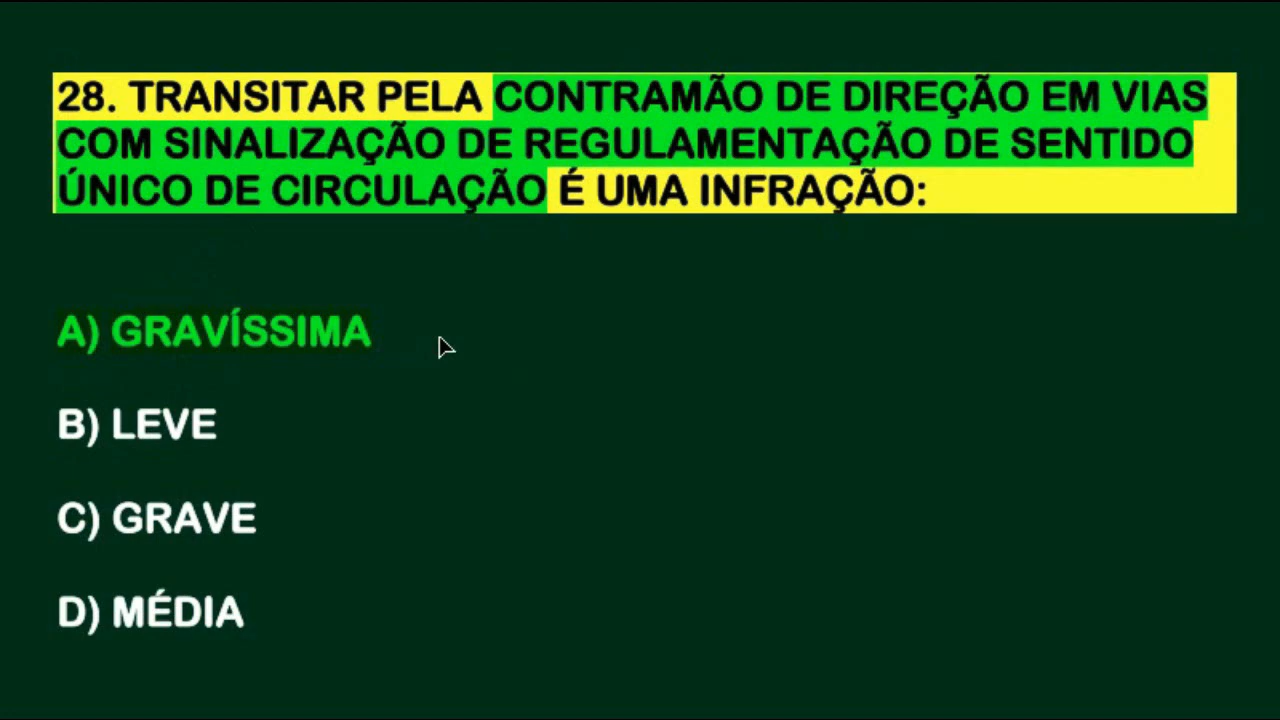 28. TRANSITAR PELA CONTRAMÃO DE DIREÇÃO EM VIAS
COM SINALIZAÇÃO DE REGULAMENTAÇÃO DE SENTIDO
ÚNICO DE CIRCULAÇÃO É UMA INFRAÇÃO:
A) GRAVÍSSIMA
B) LEVE
C) GRAVE
D) MÉDIA